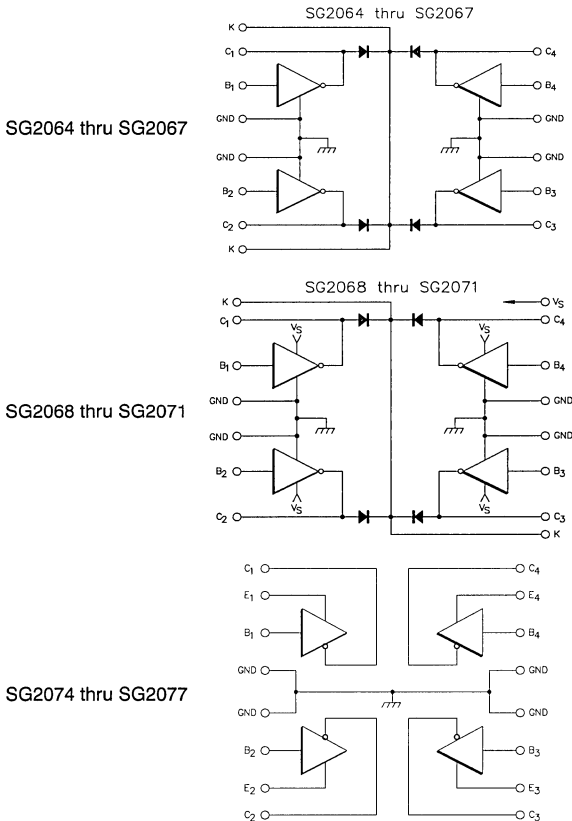 SG2064 thru SG2067
K
C1 C4
B1 B4
GND GND
SG2064 thru SG2067
GND GND
B2 B3
C2 C3
K
SG2068 thru SG2071
K VS
C1 C4
VS VS
B1 B4
GND GND
SG2068 thru SG2071
GND GND
B2 B3
VS VS
C2 C3
K
C1 C4
E1 E4
B1 B4
GND GND
SG2074 thru SG2077
GND GND
B2 B3
E2 E3
C2 C3